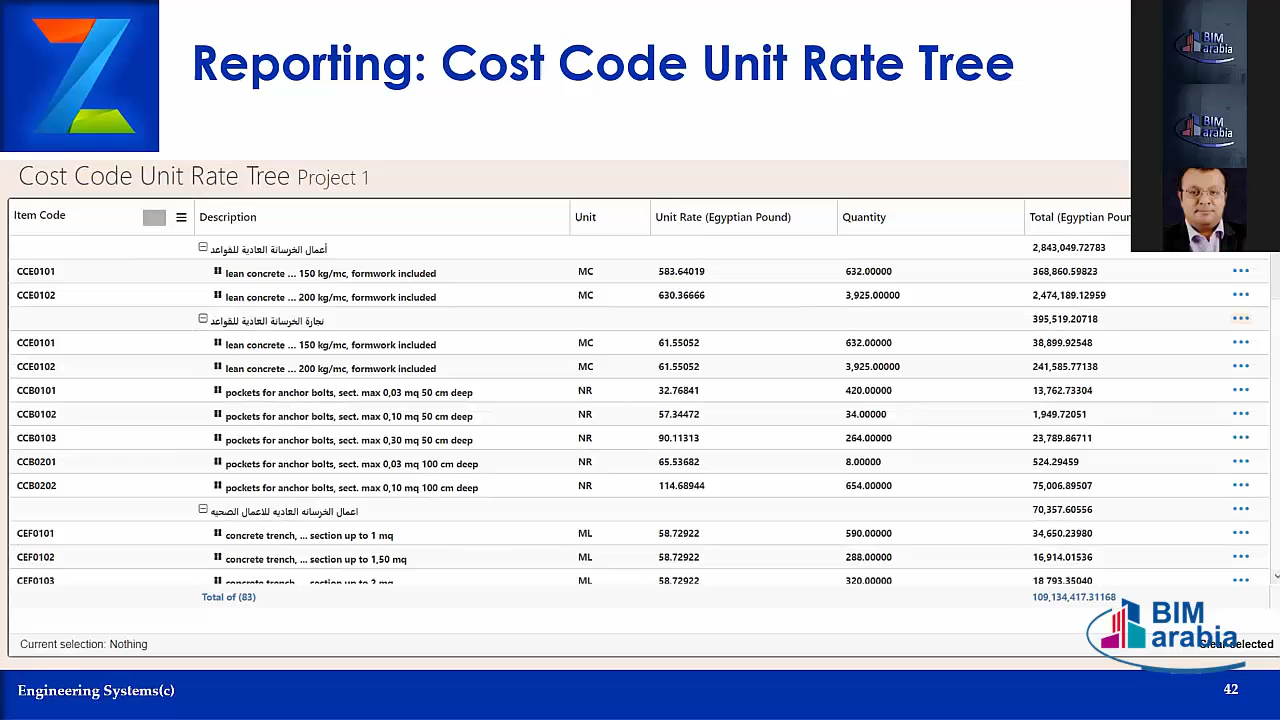 Reporting: Cost Code Unit Rate Tree
BIM
arabia
BIM
arabia
Cost Code Unit Rate Tree Project 1
Item Code Description Unit Unit Rate (Egyptian Pound) Quantity Total (Egyptian
أعمال الخرسانة العادية للقواعد 2,843,049.72783
CCE0101 lean concrete ... 150 kg/mc, formwork included MC 583.64019 632.00000 368,860.59823
CCE0102 lean concrete ... 200 kg/mc, formwork included MC 630.36666 3,925.00000 2,474,189.12959
نجارة الخرسانة العادية للقواعد 395,519.20718
CCE0101 lean concrete ... 150 kg/mc, formwork included MC 61.55052 632.00000 38,899.92548
CCE0102 lean concrete ... 200 kg/mc, formwork included MC 61.55052 3,925.00000 241,585.77138
CCB0101 pockets for anchor bolts, sect. max 0,03 mq 50 cm deep NR 32.76841 420.00000 13,762.73304
CCB0102 pockets for anchor bolts, sect. max 0,10 mq 50 cm deep NR 57.34472 34.00000 1,949.72051
CCB0103 pockets for anchor bolts, sect. max 0,30 mq 50 cm deep NR 90.11313 264.00000 23,789.86711
CCB0201 pockets for anchor bolts, sect. max 0,03 mq 100 cm deep NR 65.53682 8.00000 524.29459
CCB0202 pockets for anchor bolts, sect. max 0,10 mq 100 cm deep NR 114.68944 654.00000 75,006.89507
اعمال الخرسانه العاديه للاعمال الصحيه 70,357.60556
CEF0101 concrete trench, ... section up to 1 mq ML 58.72922 590.00000 34,650.23980
CEF0102 concrete trench, ... section up to 1,50 mq ML 58.72922 288.00000 16,914.01536
CEF0103 concrete trench, ... section up to 2 mq ML 58.72922 320.00000 18,793.35040
Total of (83) 109,134,417.31168
Current selection: Nothing
BIM
arabia
selected
Engineering Systems(c) 42